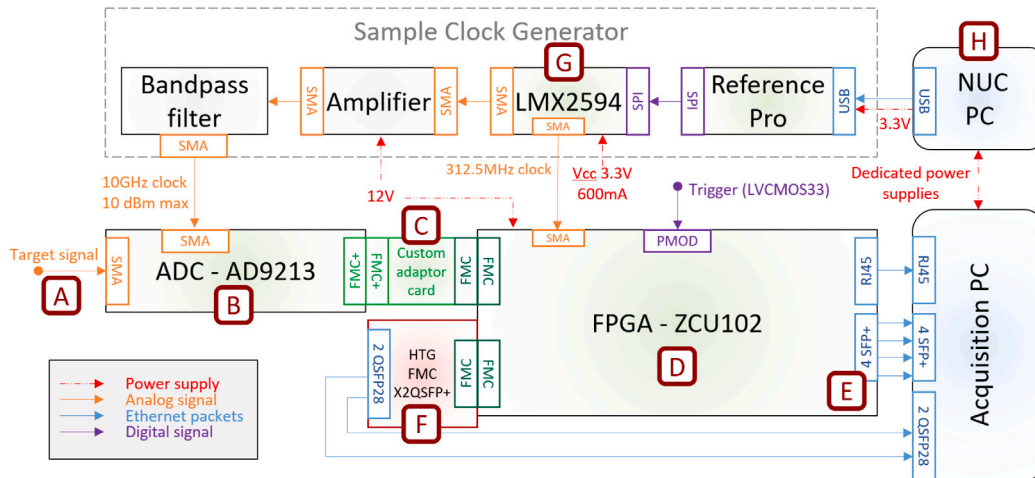 Sample Clock Generator
H
G
Bandpass
filter
SMA
SMA
Amplifier
SMA
SMA
LMX2594
SMA
SPI
SPI
Reference
Pro
USB
USB
NUC
PC
3.3V
SMA
10GHz clock
10 dBm max
12V
312.5MHz clock
Vcc 3.3V
600mA
Trigger (LVCMOS33)
Dedicated power
supplies
C
Target signal
A
SMA
SMA
ADC - AD9213
B
FMC+
FMC+
Custom
adaptor
card
FMC
FMC
SMA
PMOD
FPGA - ZCU102
D
RJ45
RJ45
4 SFP+
4 SFP+
E
Acquisition PC
2 QSFP28
2 QSFP28
HTG
FMC
X2QSFP+
F
FMC
FMC
Power supply
Analog signal
Ethernet packets
Digital signal